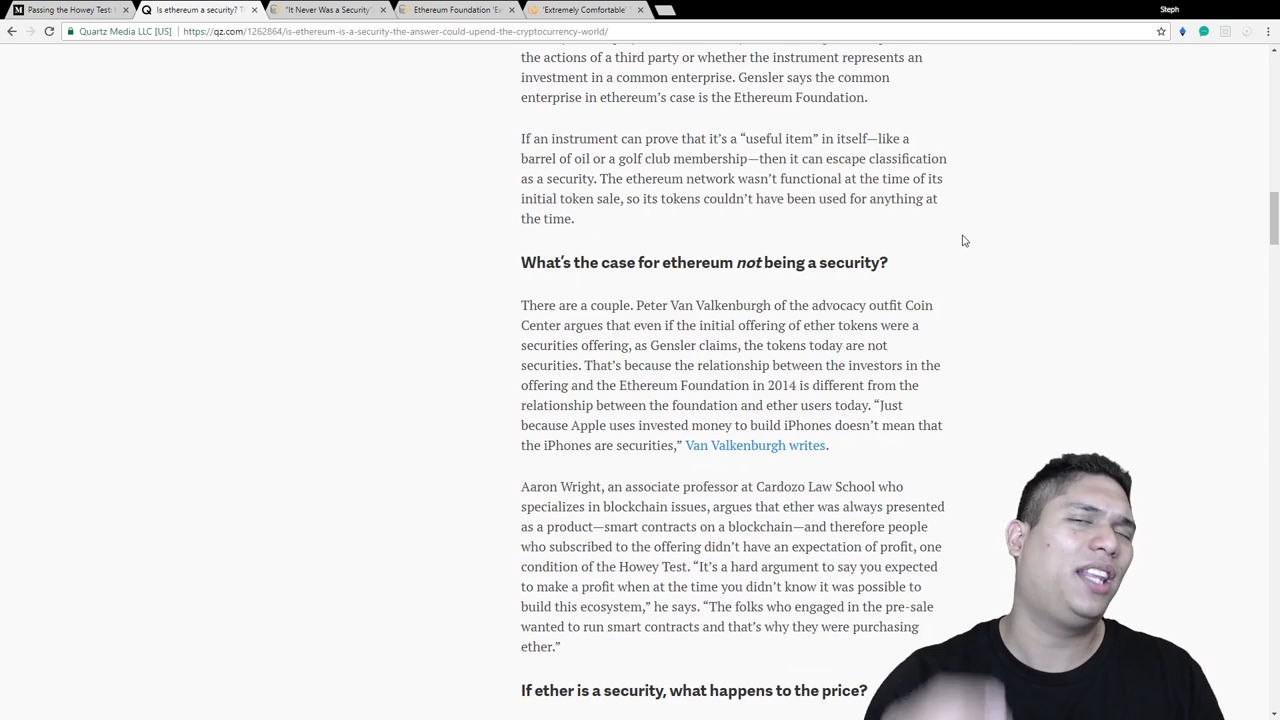 Passing the Howey Test:
Is ethereum a security? T
"It Never Was a Security"
Ethereum Foundation 'E
'Extremely Comfortable'
Steph
Quartz Media LLC [US]
https://qz.com/1262864/is-ethereum-is-a-security-the-answer-could-upend-the-cryptocurrency-world/
the actions of a third party or whether the instrument represents an
investment in a common enterprise. Gensler says the common
enterprise in ethereum's case is the Ethereum Foundation.
If an instrument can prove that it's a “useful item” in itself—like a
barrel of oil or a golf club membership—then it can escape classification
as a security. The ethereum network wasn't functional at the time of its
initial token sale, so its tokens couldn't have been used for anything at
the time.
What's the case for ethereum not being a security?
There are a couple. Peter Van Valkenburgh of the advocacy outfit Coin
Center argues that even if the initial offering of ether tokens were a
securities offering, as Gensler claims, the tokens today are not
securities. That's because the relationship between the investors in the
offering and the Ethereum Foundation in 2014 is different from the
relationship between the foundation and ether users today. “Just
because Apple uses invested money to build iPhones doesn't mean that
the iPhones are securities,” Van Valkenburgh writes.
Aaron Wright, an associate professor at Cardozo Law School who
specializes in blockchain issues, argues that ether was always presented
as a product—smart contracts on a blockchain—and therefore people
who subscribed to the offering didn't have an expectation of profit, one
condition of the Howey Test. “It's a hard argument to say you expected
to make a profit when at the time you didn't know it was possible to
build this ecosystem,” he says. “The folks who engaged in the pre-sale
wanted to run smart contracts and that's why they were purchasing
ether.”
If ether is a security, what happens to the price?